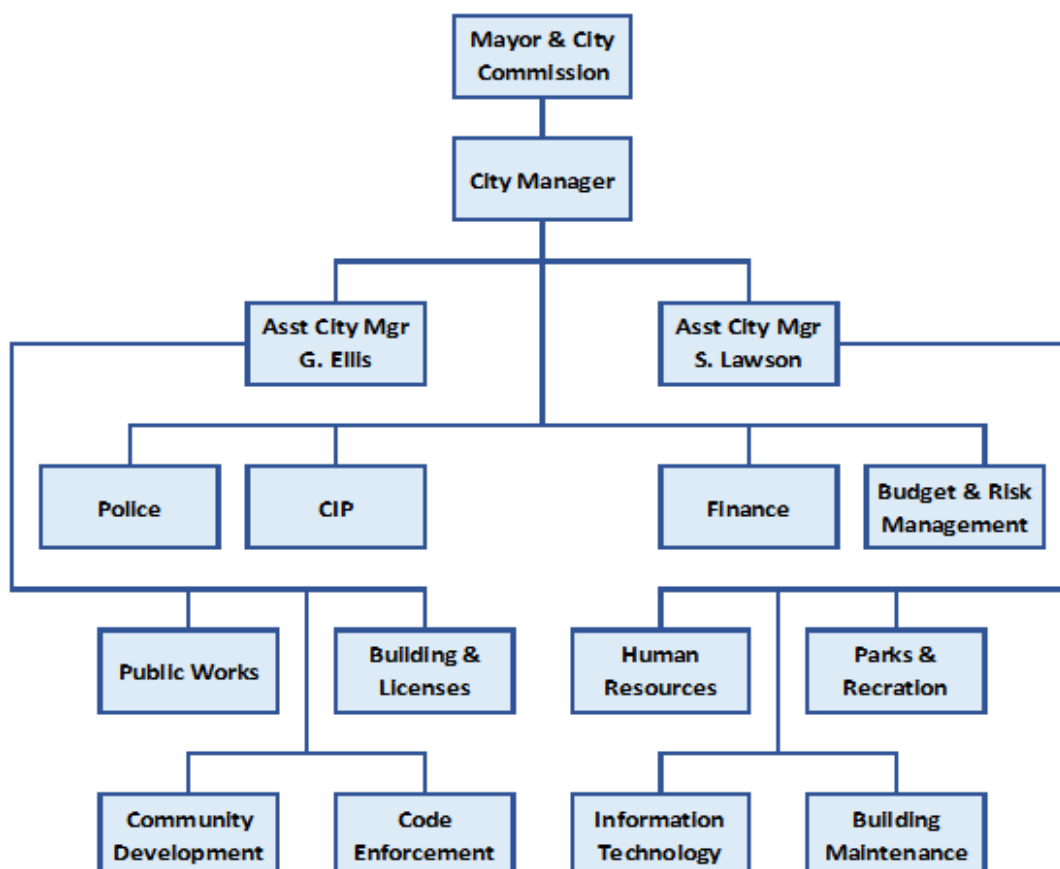 Mayor & City
Commission
City Manager
Asst City Mgr
G. Ellis
Asst City Mgr
S. Lawson
Police
CIP
Finance
Budget & Risk
Management
Public Works
Building &
Licenses
Human
Resources
Parks &
Recration
Community
Development
Code
Enforcement
Information
Technology
Building
Maintenance